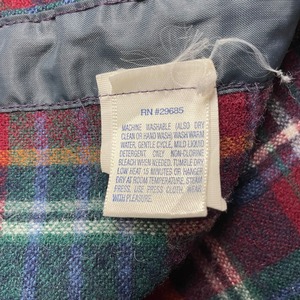 RN #29685
MACHINE WASHABLE (ALSO DRY
CLEAN OR HAND WASH) WASH WARM
WATER, GENTLE CYCLE, MILD LIQUID
DETERGENT. ONLY NON-CLORINE
BLEACH WHEN NEEDED. TUMBLE DRY
LOW HEAT 15 MINUTES OR HANGER
DRY AT ROOM TEMPERATURE. STEAM
PRESS. USE PRESS CLOTH. WEAR
WITH PLEASURE.